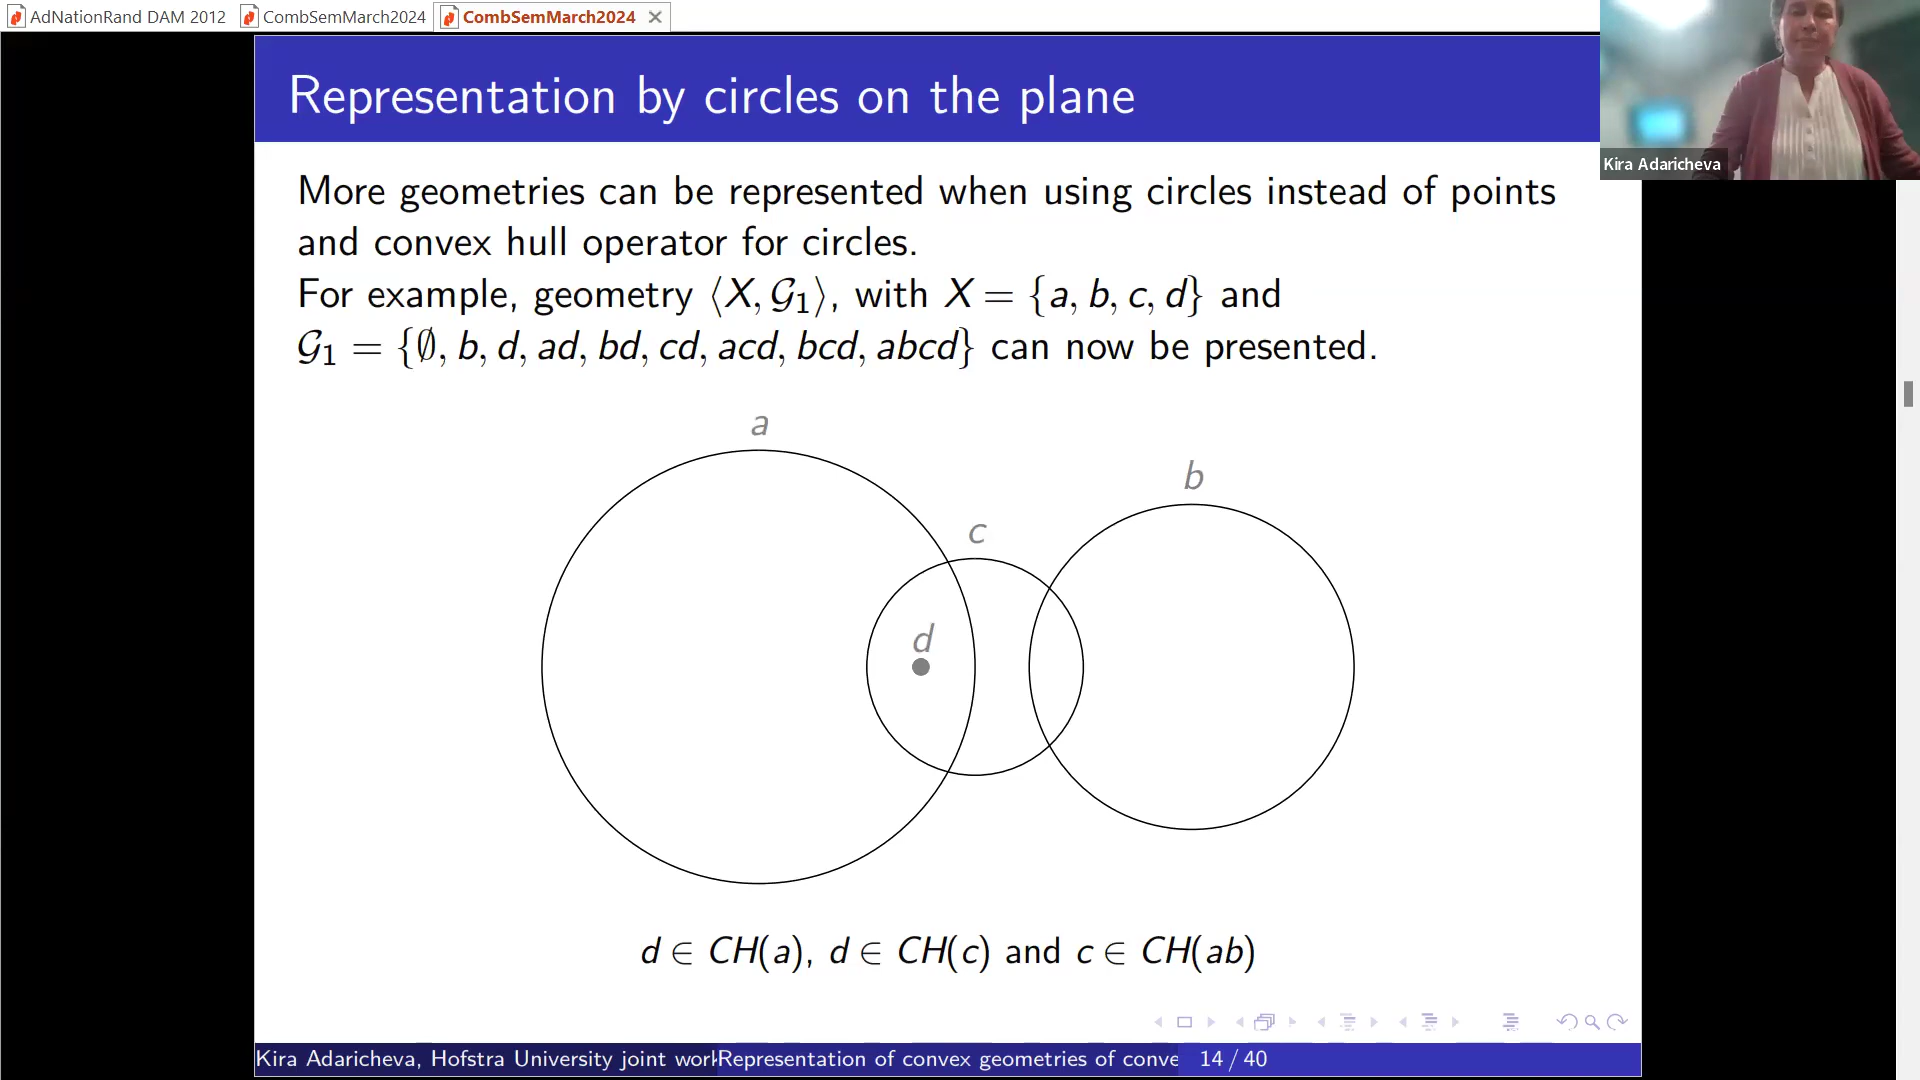 AdNationRand DAM 2012 CombSemMarch2024 CombSemMarch2024
Representation by circles on the plane
Kira Adaricheva
More geometries can be represented when using circles instead of points
and convex hull operator for circles.
For example, geometry ⟨X, 𝒢₁⟩, with X = {a, b, c, d} and
𝒢₁ = {∅, b, d, ad, bd, cd, acd, bcd, abcd} can now be presented.
a
b
c
d
d ∈ CH(a), d ∈ CH(c) and c ∈ CH(ab)
Kira Adaricheva, Hofstra University joint work Representation of convex geometries of conve 14 / 40